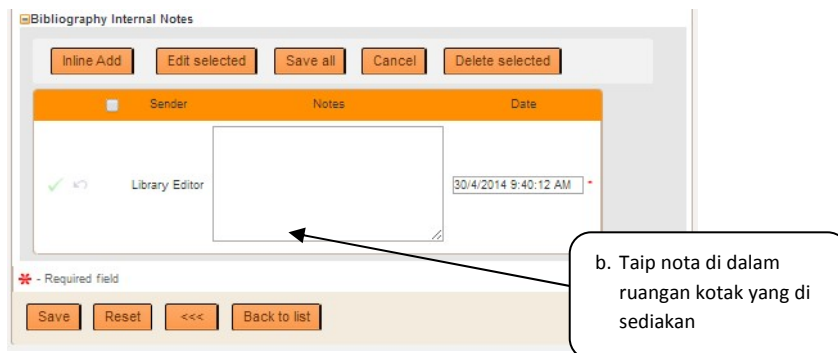 Bibliography Internal Notes
Inline Add Edit selected Save all Cancel Delete selected
Sender Notes Date
Library Editor 30/4/2014 9:40:12 AM *
* - Required field
Save Reset <<< Back to list
b. Taip nota di dalam
ruangan kotak yang di
sediakan